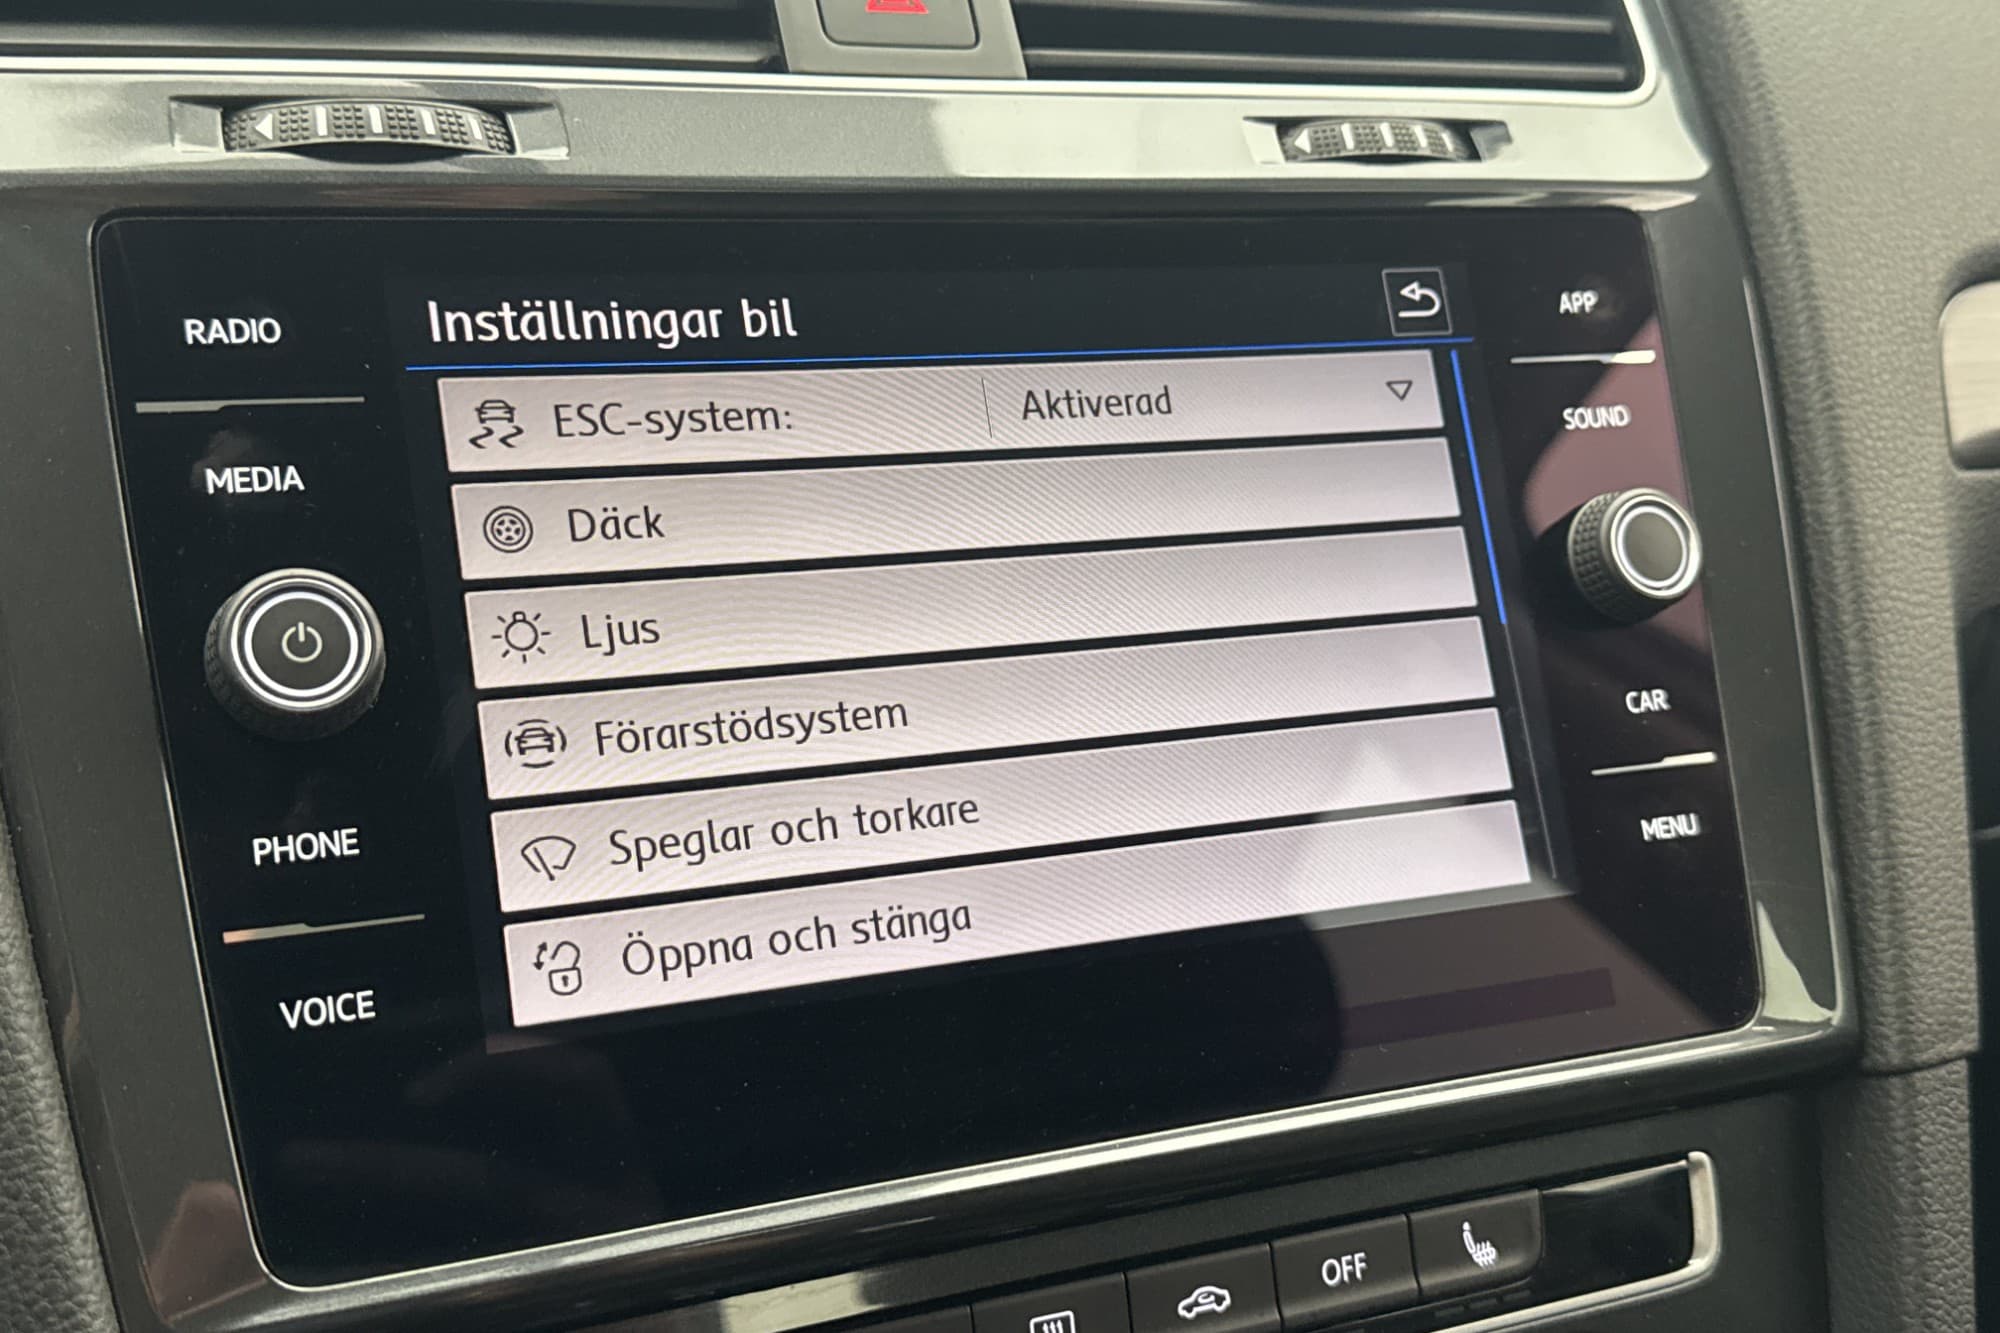 RADIO
MEDIA
PHONE
VOICE
Inställningar bil
ESC-system: Aktiverad
Däck
Ljus
Förarstödsystem
Speglar och torkare
Öppna och stänga
APP
SOUND
CAR
MENU
OFF